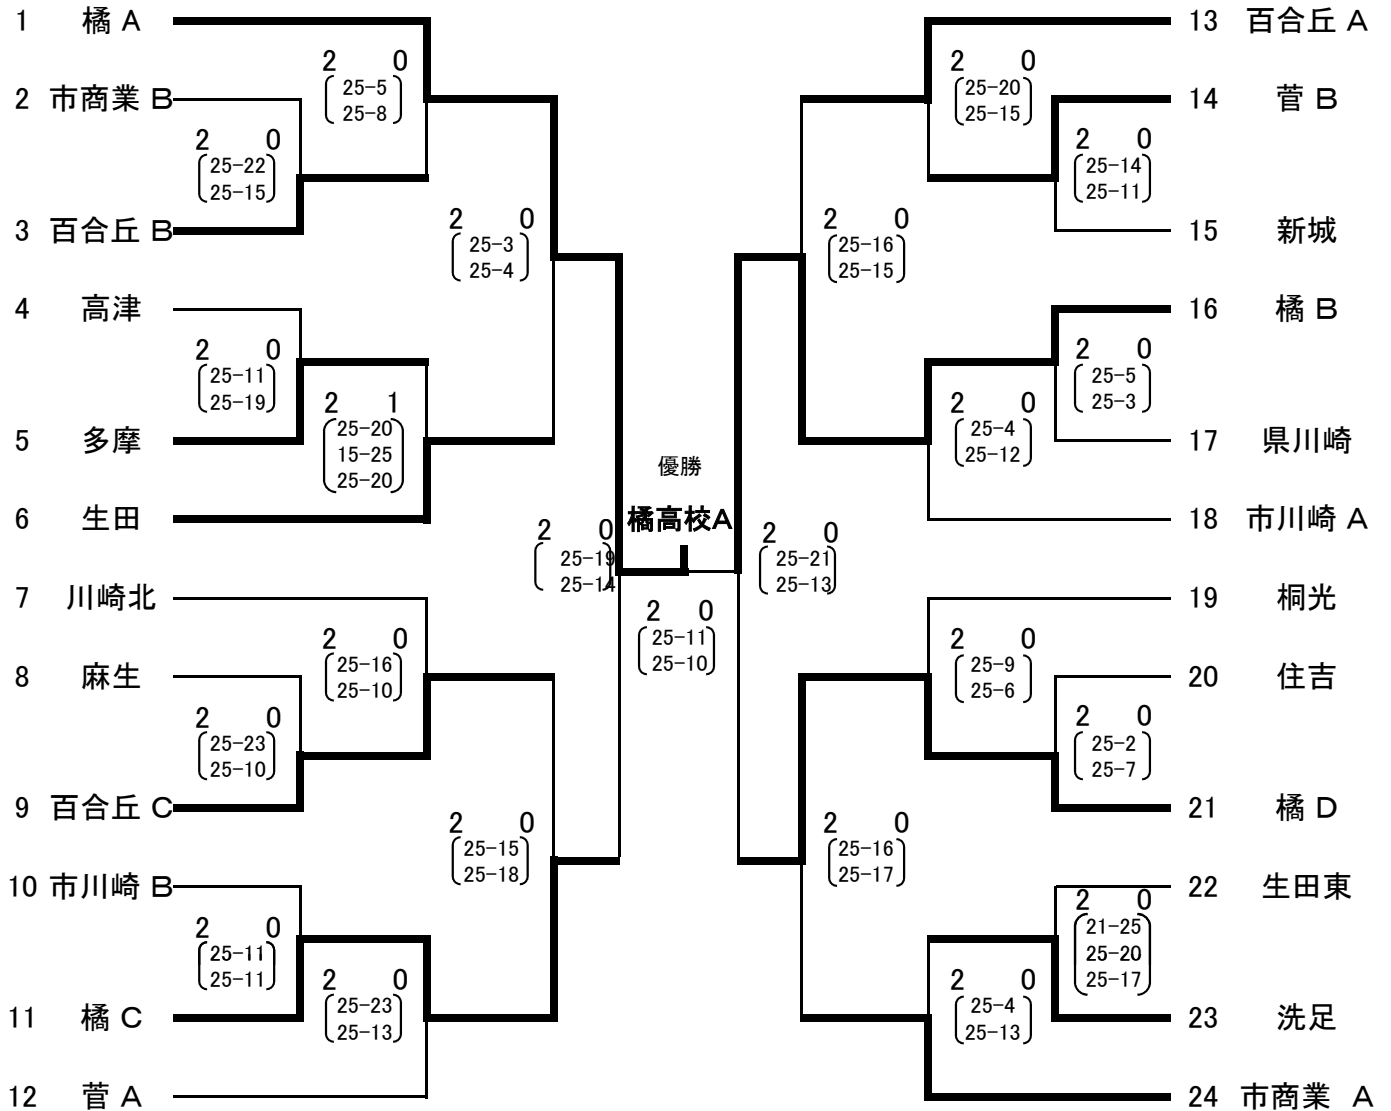 1 橘 A
2 市商業 B
3 百合丘 B
4 高津
5 多摩
6 生田
7 川崎北
8 麻生
9 百合丘 C
10 市川崎 B
11 橘 C
12 菅 A
2 0
25-22
25-15
2 0
25-11
25-19
2 0
25-23
25-10
2 0
25-11
25-11
2 0
25-5
25-8
2 1
25-20
15-25
25-20
2 0
25-16
25-10
2 0
25-23
25-13
2 0
25-3
25-4
2 0
25-15
25-18
2 0
25-19
25-14
優勝
橘高校A
2 0
25-11
25-10
2 0
25-21
25-13
2 0
25-16
25-15
2 0
25-16
25-17
2 0
25-20
25-15
2 0
25-4
25-12
2 0
25-9
25-6
2 0
25-4
25-13
2 0
25-14
25-11
2 0
25-5
25-3
2 0
25-2
25-7
2 0
21-25
25-20
25-17
13 百合丘 A
14 菅 B
15 新城
16 橘 B
17 県川崎
18 市川崎 A
19 桐光
20 住吉
21 橘 D
22 生田東
23 洗足
24 市商業 A